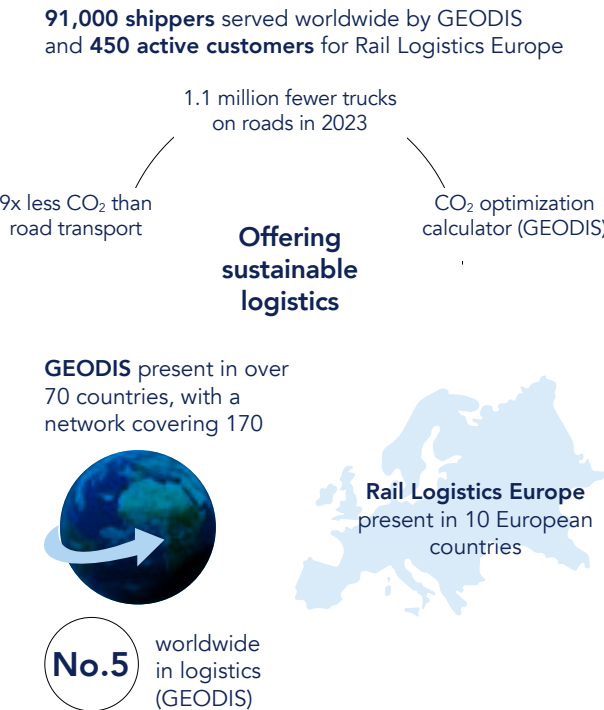 91,000 shippers served worldwide by GEODIS
and 450 active customers for Rail Logistics Europe
1.1 million fewer trucks
on roads in 2023
9x less CO₂ than
road transport
CO₂ optimization
calculator (GEODIS)
Offering
sustainable
logistics
GEODIS present in over
70 countries, with a
network covering 170
Rail Logistics Europe
present in 10 European
countries
No.5
worldwide
in logistics
(GEODIS)